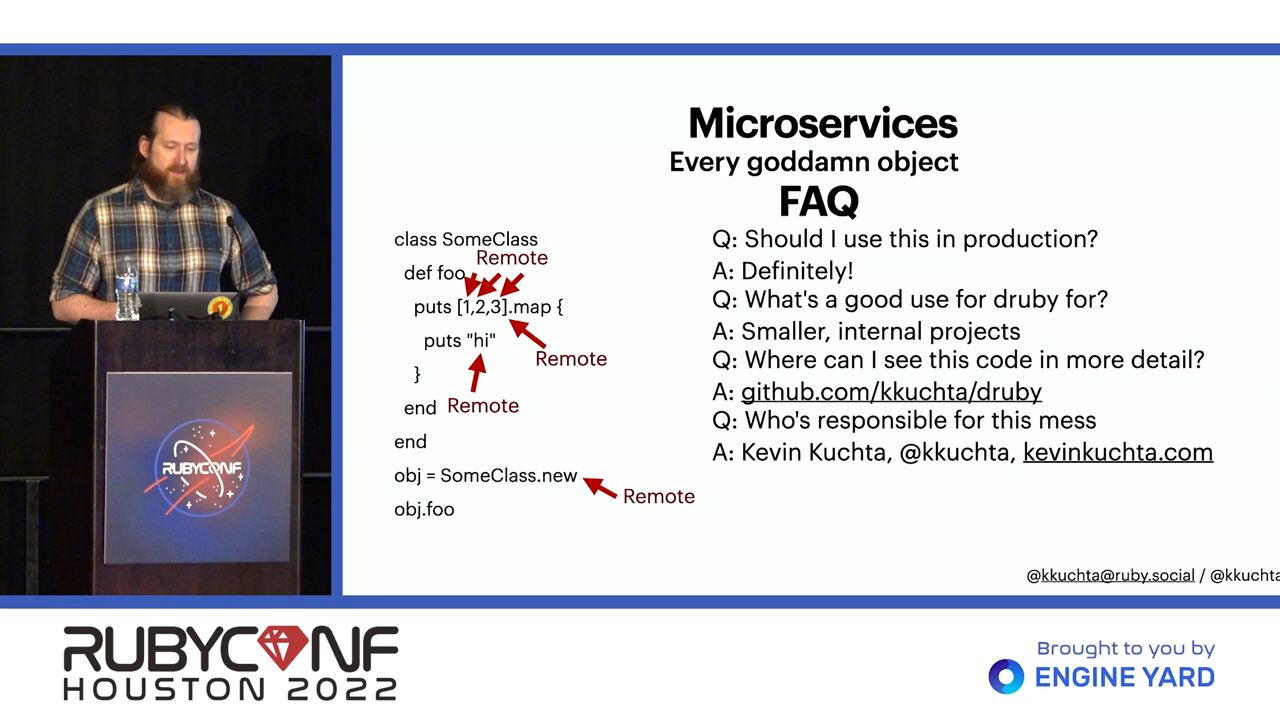 Microservices
Every goddamn object
FAQ
class SomeClass
Remote
def foo
puts [1,2,3].map {
puts "hi"
Remote
}
end
Remote
end
obj = SomeClass.new
Remote
obj.foo
Q: Should I use this in production?
A: Definitely!
Q: What's a good use for druby for?
A: Smaller, internal projects
Q: Where can I see this code in more detail?
A: github.com/kkuchta/druby
Q: Who's responsible for this mess
A: Kevin Kuchta, @kkuchta, kevinkuchta.com
@kkuchta@ruby.social / @kkuchta
RUBYCONF
RUBYCONF
HOUSTON 2022
Brought to you by
ENGINE YARD